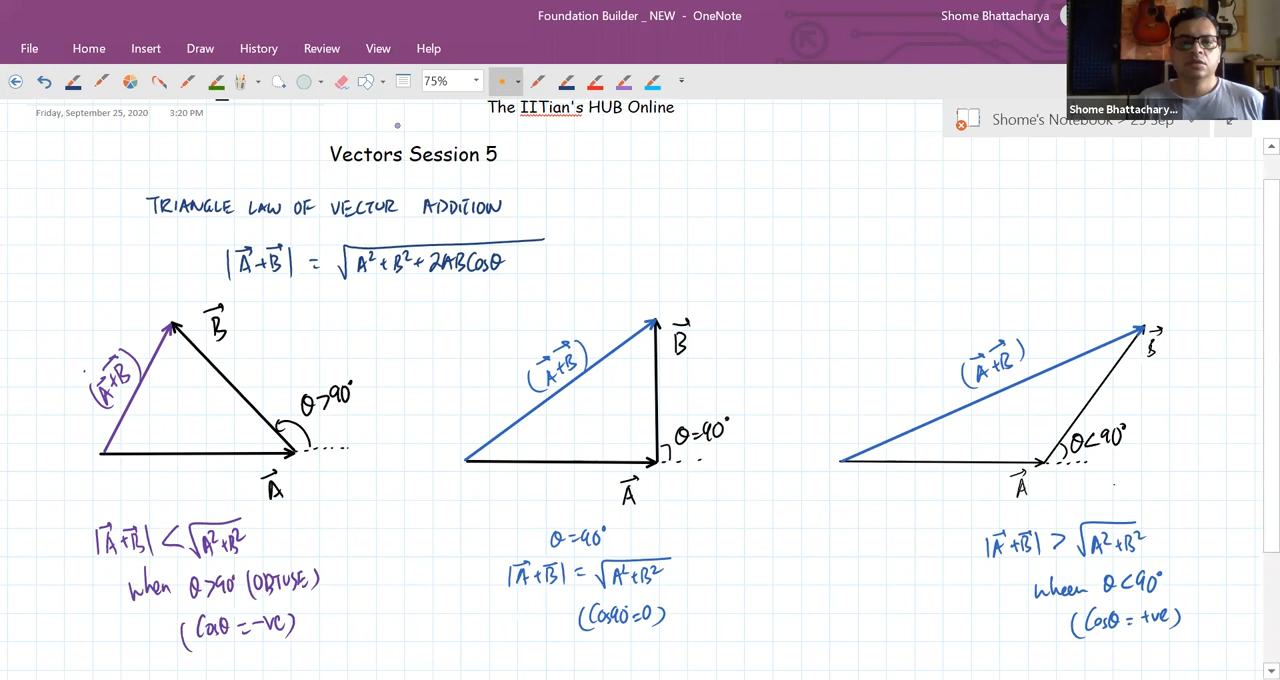 Foundation Builder _NEW - OneNote
Shome Bhattacharya
File Home Insert Draw History Review View Help
75%
Shome Bhattachary...
Friday, September 25, 2020 3:20 PM
The IITian's HUB Online
Shome's Notebook > 25 Sep
Vectors Session 5
TRIANGLE LAW OF VECTOR ADDITION
|A⃗+B⃗| = √(A²+B²+2ABCosθ)
B⃗
(A⃗+B⃗)
θ>90°
A⃗
B⃗
(A⃗+B⃗)
θ=90°
A⃗
B⃗
(A⃗+B⃗)
θ<90°
A⃗
|A⃗+B⃗| < √(A²+B²)
when θ>90° (OBTUSE)
(Cosθ = -ve)
θ=90°
|A⃗+B⃗| = √(A²+B²)
(Cos90°=0)
|A⃗+B⃗| > √(A²+B²)
wheen θ<90°
(Cosθ = +ve)